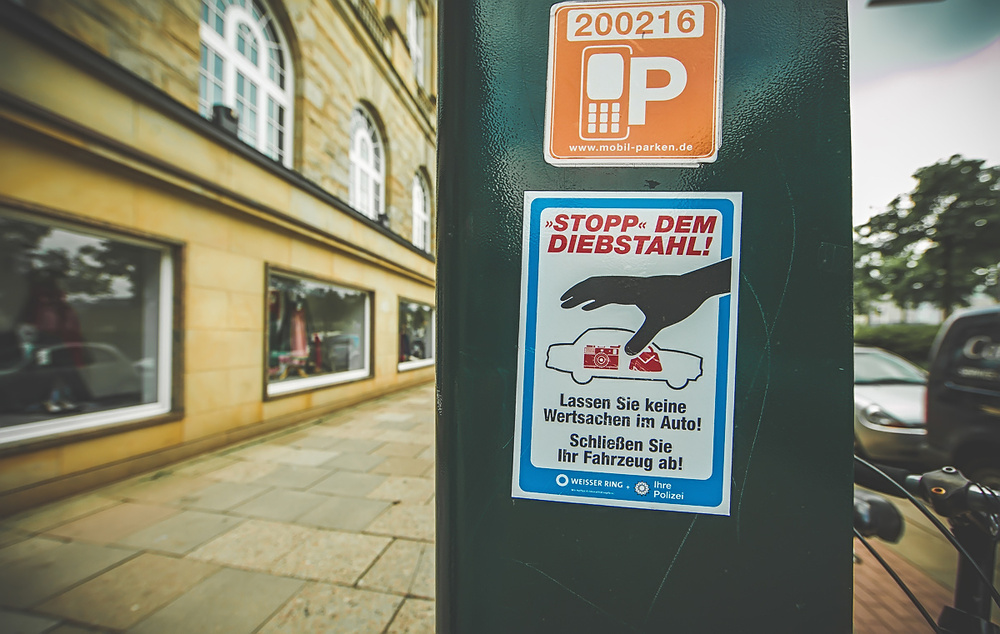 200216
P
www.mobil-parken.de
»STOPP« DEM
DIEBSTAHL!
Lassen Sie keine
Wertsachen im Auto!
Schließen Sie
Ihr Fahrzeug ab!
WEISSER RING + Ihre
Polizei